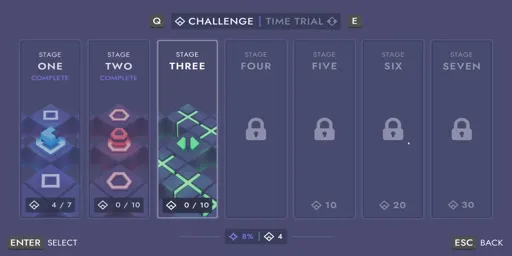 Q CHALLENGE | TIME TRIAL E
STAGE
ONE
COMPLETE
4 / 7
STAGE
TWO
COMPLETE
0 / 10
STAGE
THREE
0 / 10
STAGE
FOUR
STAGE
FIVE
10
STAGE
SIX
20
STAGE
SEVEN
30
8% | 4
ENTER SELECT
ESC BACK